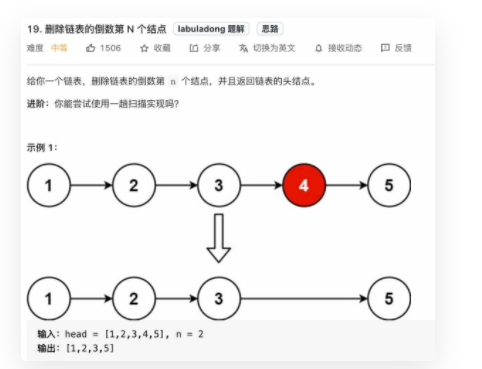 19. 删除链表的倒数第 N 个结点 labuladong 题解 思路
难度 中等 1506 收藏 分享 切换为英文 接收动态 反馈
给你一个链表，删除链表的倒数第 n 个结点，并且返回链表的头结点。
进阶：你能尝试使用一趟扫描实现吗？
示例 1：
1 2 3 4 5
1 2 3 5
输入：head = [1,2,3,4,5], n = 2
输出：[1,2,3,5]